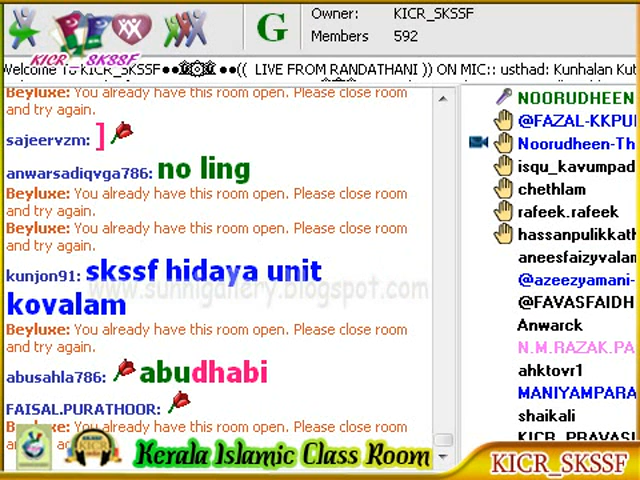 Owner: KICR_SKSSF
Members 592
KICR_SKSSF
G
Welcome To KICR_SKSSF●●۞●●(( LIVE FROM RANDATHANI )) ON MIC:: usthad: Kunhalan Kut
Beyluxe: You already have this room open. Please close room
and try again.
sajeervzm: ]
anwarsadiqvga786: no ling
Beyluxe: You already have this room open. Please close room
and try again.
Beyluxe: You already have this room open. Please close room
and try again.
kunjon91: skssf hidaya unit
kovalam
www.sunnigallery.blogspot.com
Beyluxe: You already have this room open. Please close room
and try again.
abusahla786: abudhabi
FAISAL.PURATHOOR:
Beyluxe: You already have this room open. Please close room
and try again.
NOORUDHEEN
@FAZAL-KKPU
Noorudheen-Th
isqu_kavumpad
chethlam
rafeek.rafeek
hassanpulikkath
aneesfaizyvalam
@azeezyamani-
@FAVASFAIDH
Anwarck
N.M.RAZAK.PA
ahktovr1
MANIYAMPARA
shaikali
KICR_PRAVASI
Kerala Islamic Class Room
KICR_SKSSF